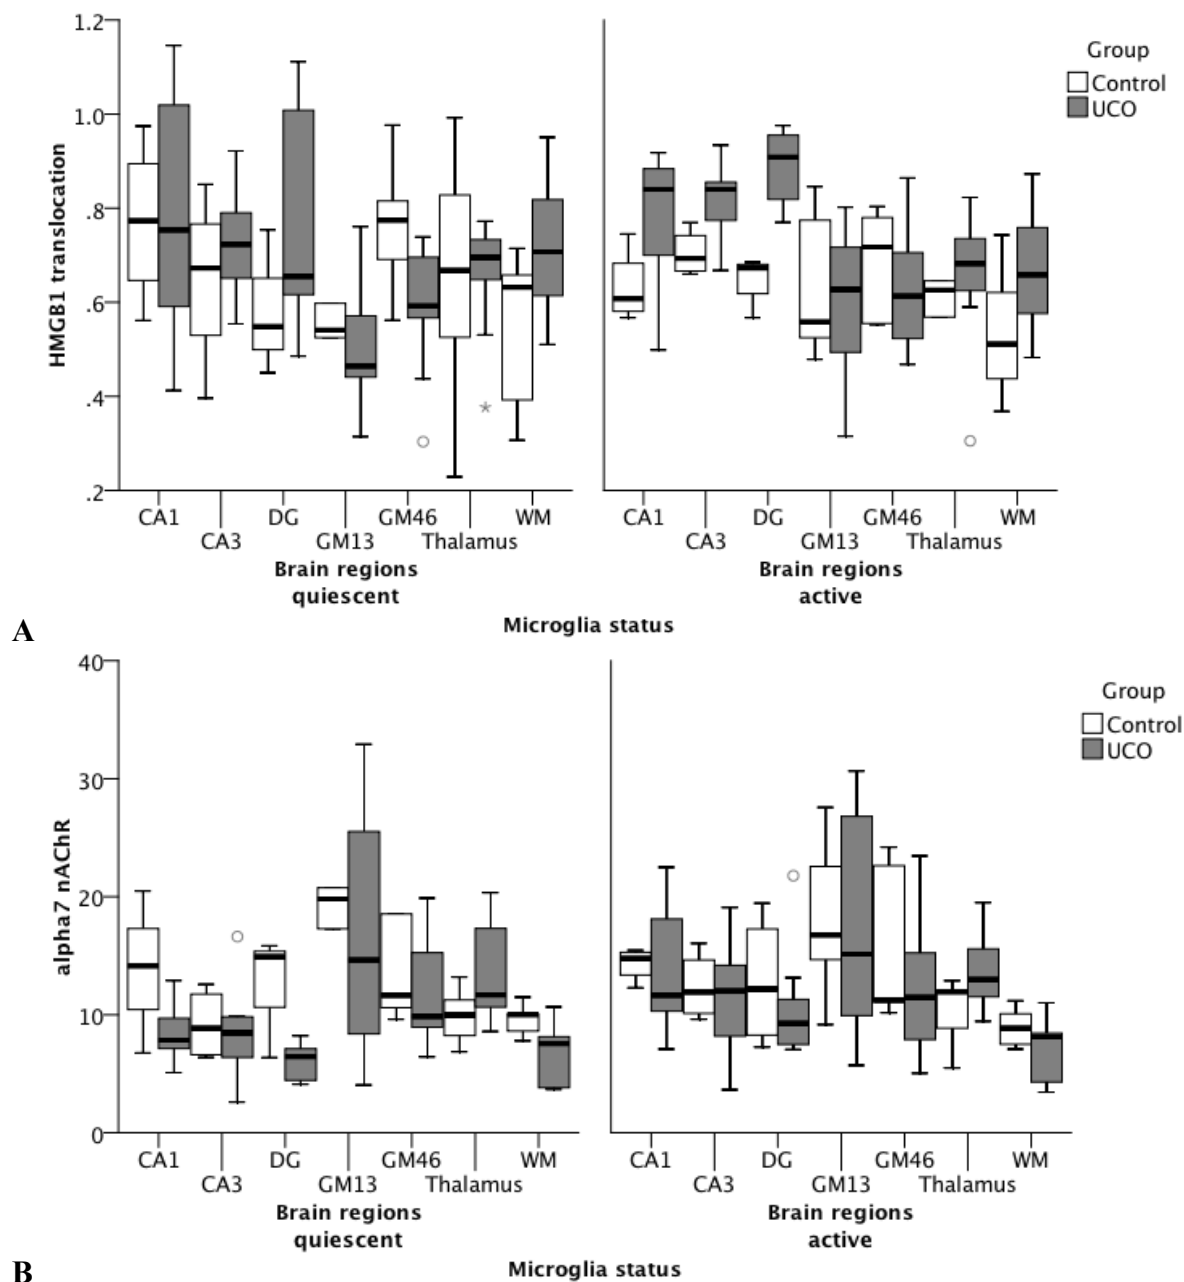 1.2
1.0
.8
.6
.4
.2
HMGB1 translocation
Group
Control
UCO
CA1 DG GM46 WM
CA3 GM13 Thalamus
Brain regions
quiescent
CA1 DG GM46 WM
CA3 GM13 Thalamus
Brain regions
active
Microglia status
A
40
30
20
10
0
alpha7 nAChR
Group
Control
UCO
CA1 DG GM46 WM
CA3 GM13 Thalamus
Brain regions
quiescent
CA1 DG GM46 WM
CA3 GM13 Thalamus
Brain regions
active
Microglia status
B